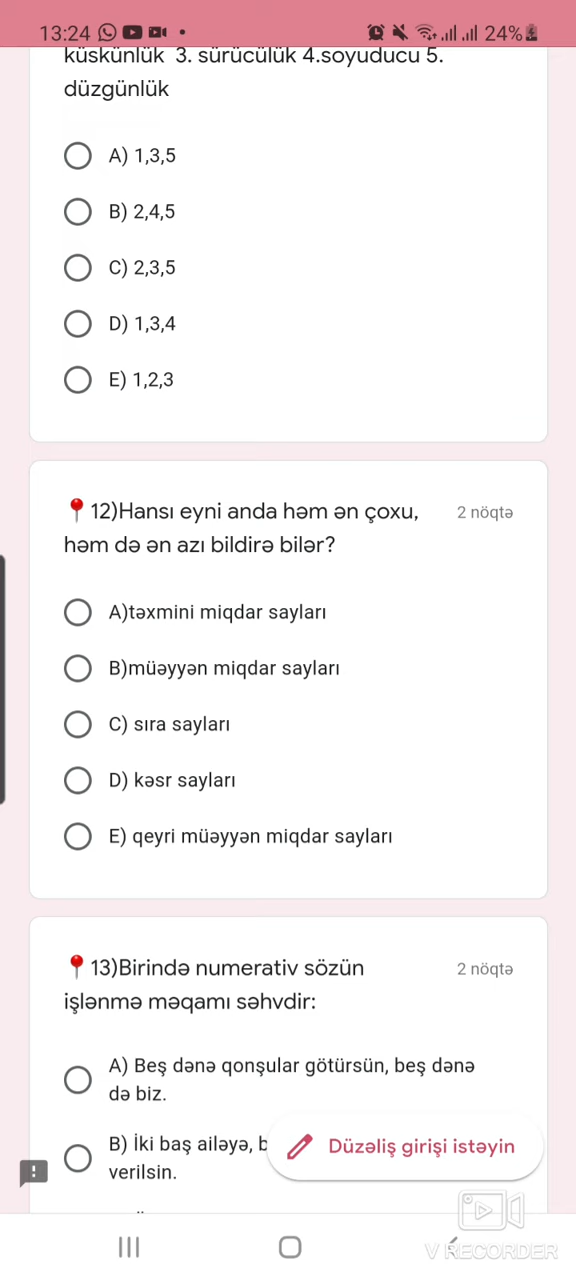 13:24
24%
küskünlük 3. sürücülük 4.soyuducu 5.
düzgünlük
A) 1,3,5
B) 2,4,5
C) 2,3,5
D) 1,3,4
E) 1,2,3
12)Hansı eyni anda həm ən çoxu,
2 nöqtə
həm də ən azı bildirə bilər?
A)təxmini miqdar sayları
B)müəyyən miqdar sayları
C) sıra sayları
D) kəsr sayları
E) qeyri müəyyən miqdar sayları
13)Birində numerativ sözün
2 nöqtə
işlənmə məqamı səhvdir:
A) Beş dənə qonşular götürsün, beş dənə
də biz.
B) İki baş ailəyə, b
verilsin.
Düzəliş girişi istəyin
V RECORDER